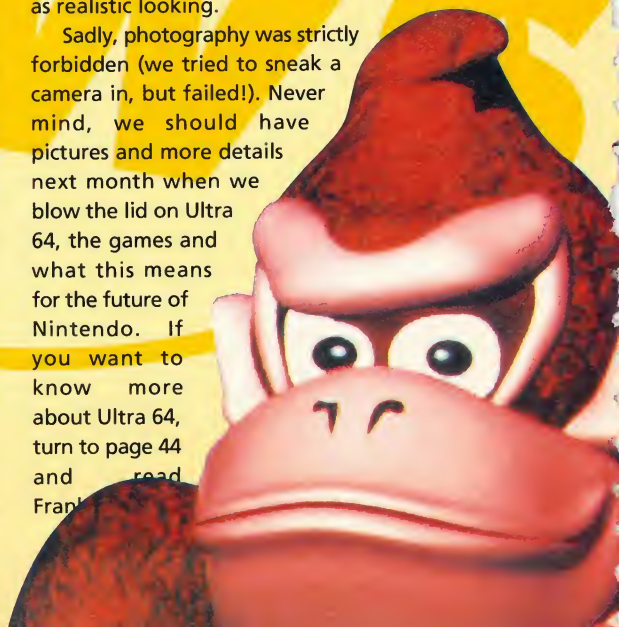 as realistic looking.
Sadly, photography was strictly
forbidden (we tried to sneak a
camera in, but failed!). Never
mind, we should have
pictures and more details
next month when we
blow the lid on Ultra
64, the games and
what this means
for the future of
Nintendo. If
you want to
know more
about Ultra 64,
turn to page 44
and read